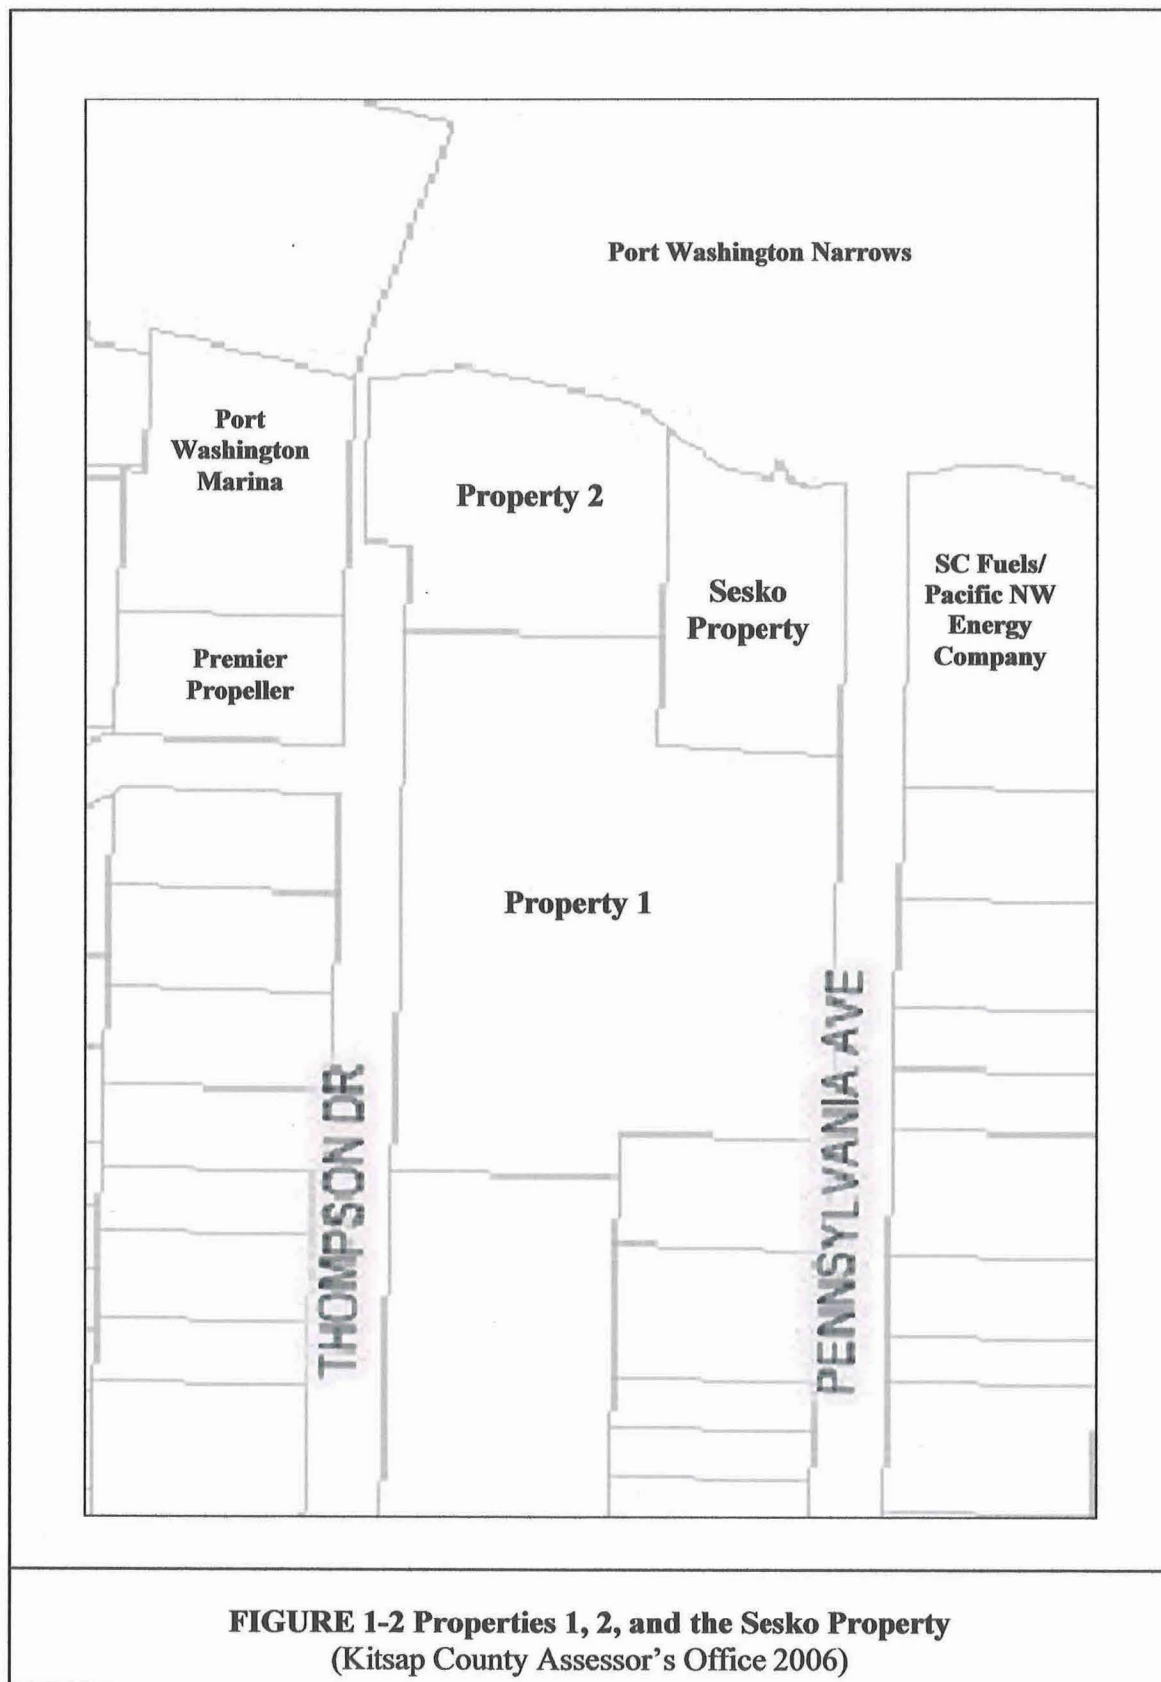 Port Washington Narrows
Port
Washington
Marina
Property 2
SC Fuels/
Pacific NW
Energy
Company
Sesko
Property
Premier
Propeller
Property 1
THOMPSON DR
PENNSYLVANIA AVE
FIGURE 1-2 Properties 1, 2, and the Sesko Property
(Kitsap County Assessor's Office 2006)